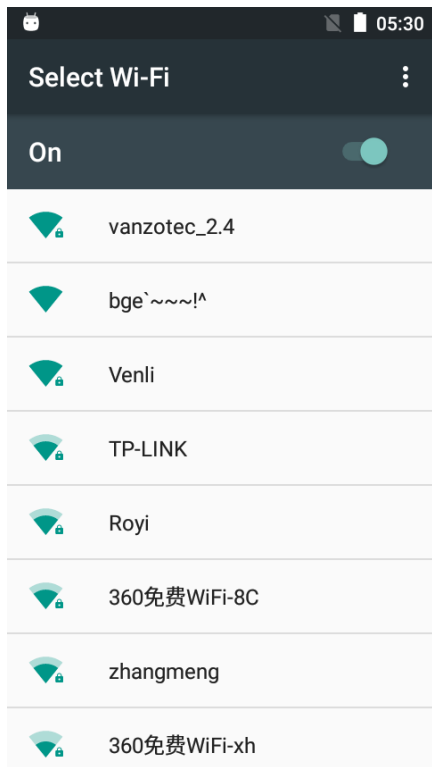 05:30
Select Wi-Fi
On
vanzotec_2.4
bge`~~~!^
Venli
TP-LINK
Royi
360免费WiFi-8C
zhangmeng
360免费WiFi-xh